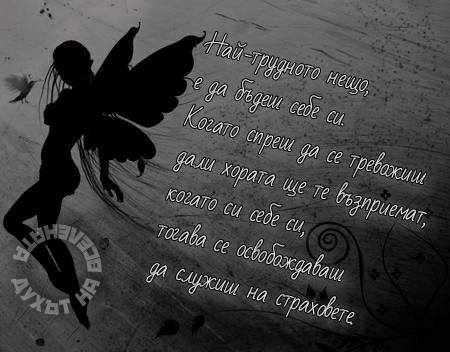 Най-трудното нещо,
е да бъдеш себе си.
Когато спреш да се тревожиш
дали хората ще те възприемат,
когато си себе си,
тогава се освобождаваш
да служиш на страховете.
ДУХЪТ НА